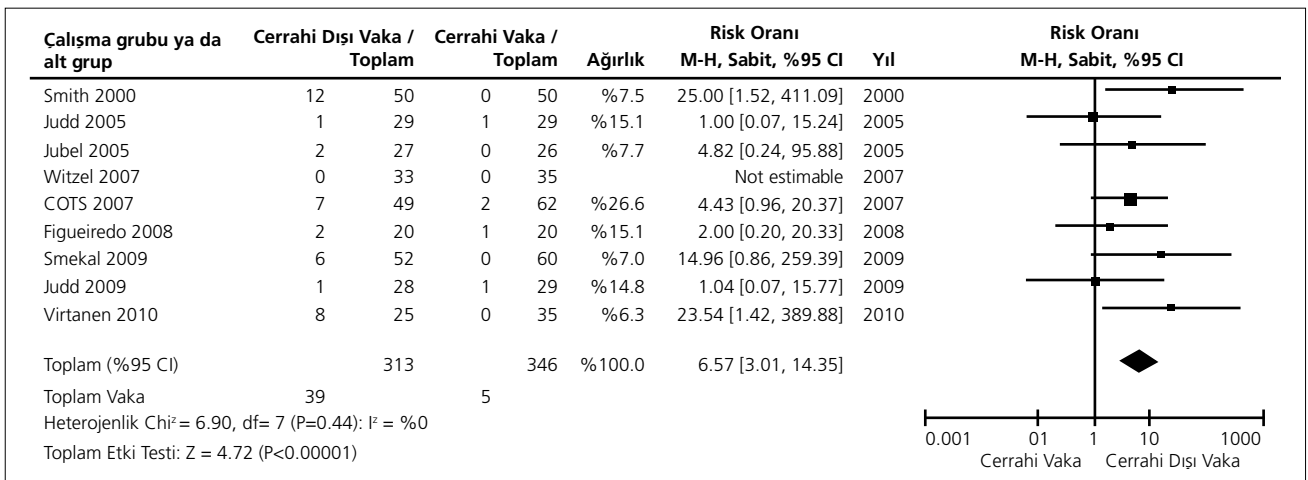 Çalışma grubu ya da alt grup Cerrahi Dışı Vaka / Toplam Cerrahi Vaka / Toplam Ağırlık Risk Oranı M-H, Sabit, %95 CI Yıl Risk Oranı M-H, Sabit, %95 CI
Smith 2000 12 50 0 50 %7.5 25.00 [1.52, 411.09] 2000
Judd 2005 1 29 1 29 %15.1 1.00 [0.07, 15.24] 2005
Jubel 2005 2 27 0 26 %7.7 4.82 [0.24, 95.88] 2005
Witzel 2007 0 33 0 35 Not estimable 2007
COTS 2007 7 49 2 62 %26.6 4.43 [0.96, 20.37] 2007
Figueiredo 2008 2 20 1 20 %15.1 2.00 [0.20, 20.33] 2008
Smekal 2009 6 52 0 60 %7.0 14.96 [0.86, 259.39] 2009
Judd 2009 1 28 1 29 %14.8 1.04 [0.07, 15.77] 2009
Virtanen 2010 8 25 0 35 %6.3 23.54 [1.42, 389.88] 2010
Toplam (%95 CI) 313 346 %100.0 6.57 [3.01, 14.35]
Toplam Vaka 39 5
Heterojenlik Chiᶻ = 6.90, df= 7 (P=0.44): Iᶻ = %0
Toplam Etki Testi: Z = 4.72 (P<0.00001)
0.001 01 1 10 1000
Cerrahi Vaka Cerrahi Dışı Vaka